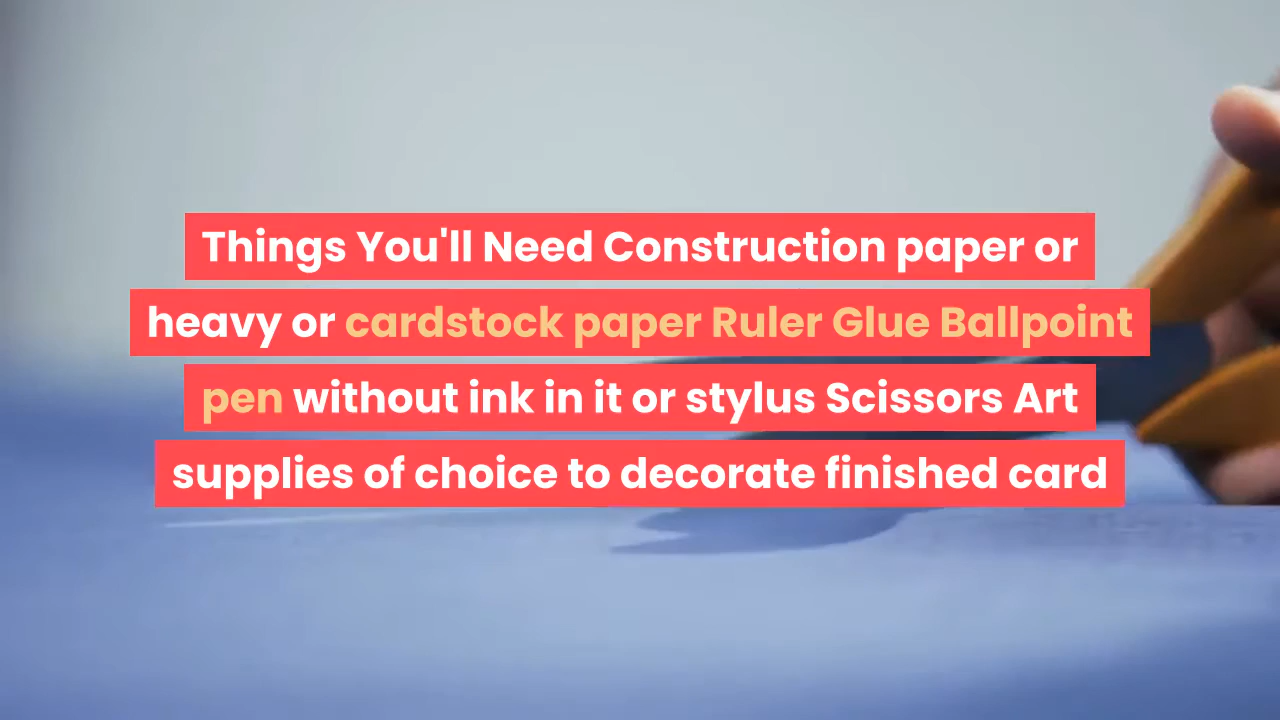 Things You'll Need Construction paper or
heavy or cardstock paper Ruler Glue Ballpoint
pen without ink in it or stylus Scissors Art
supplies of choice to decorate finished card